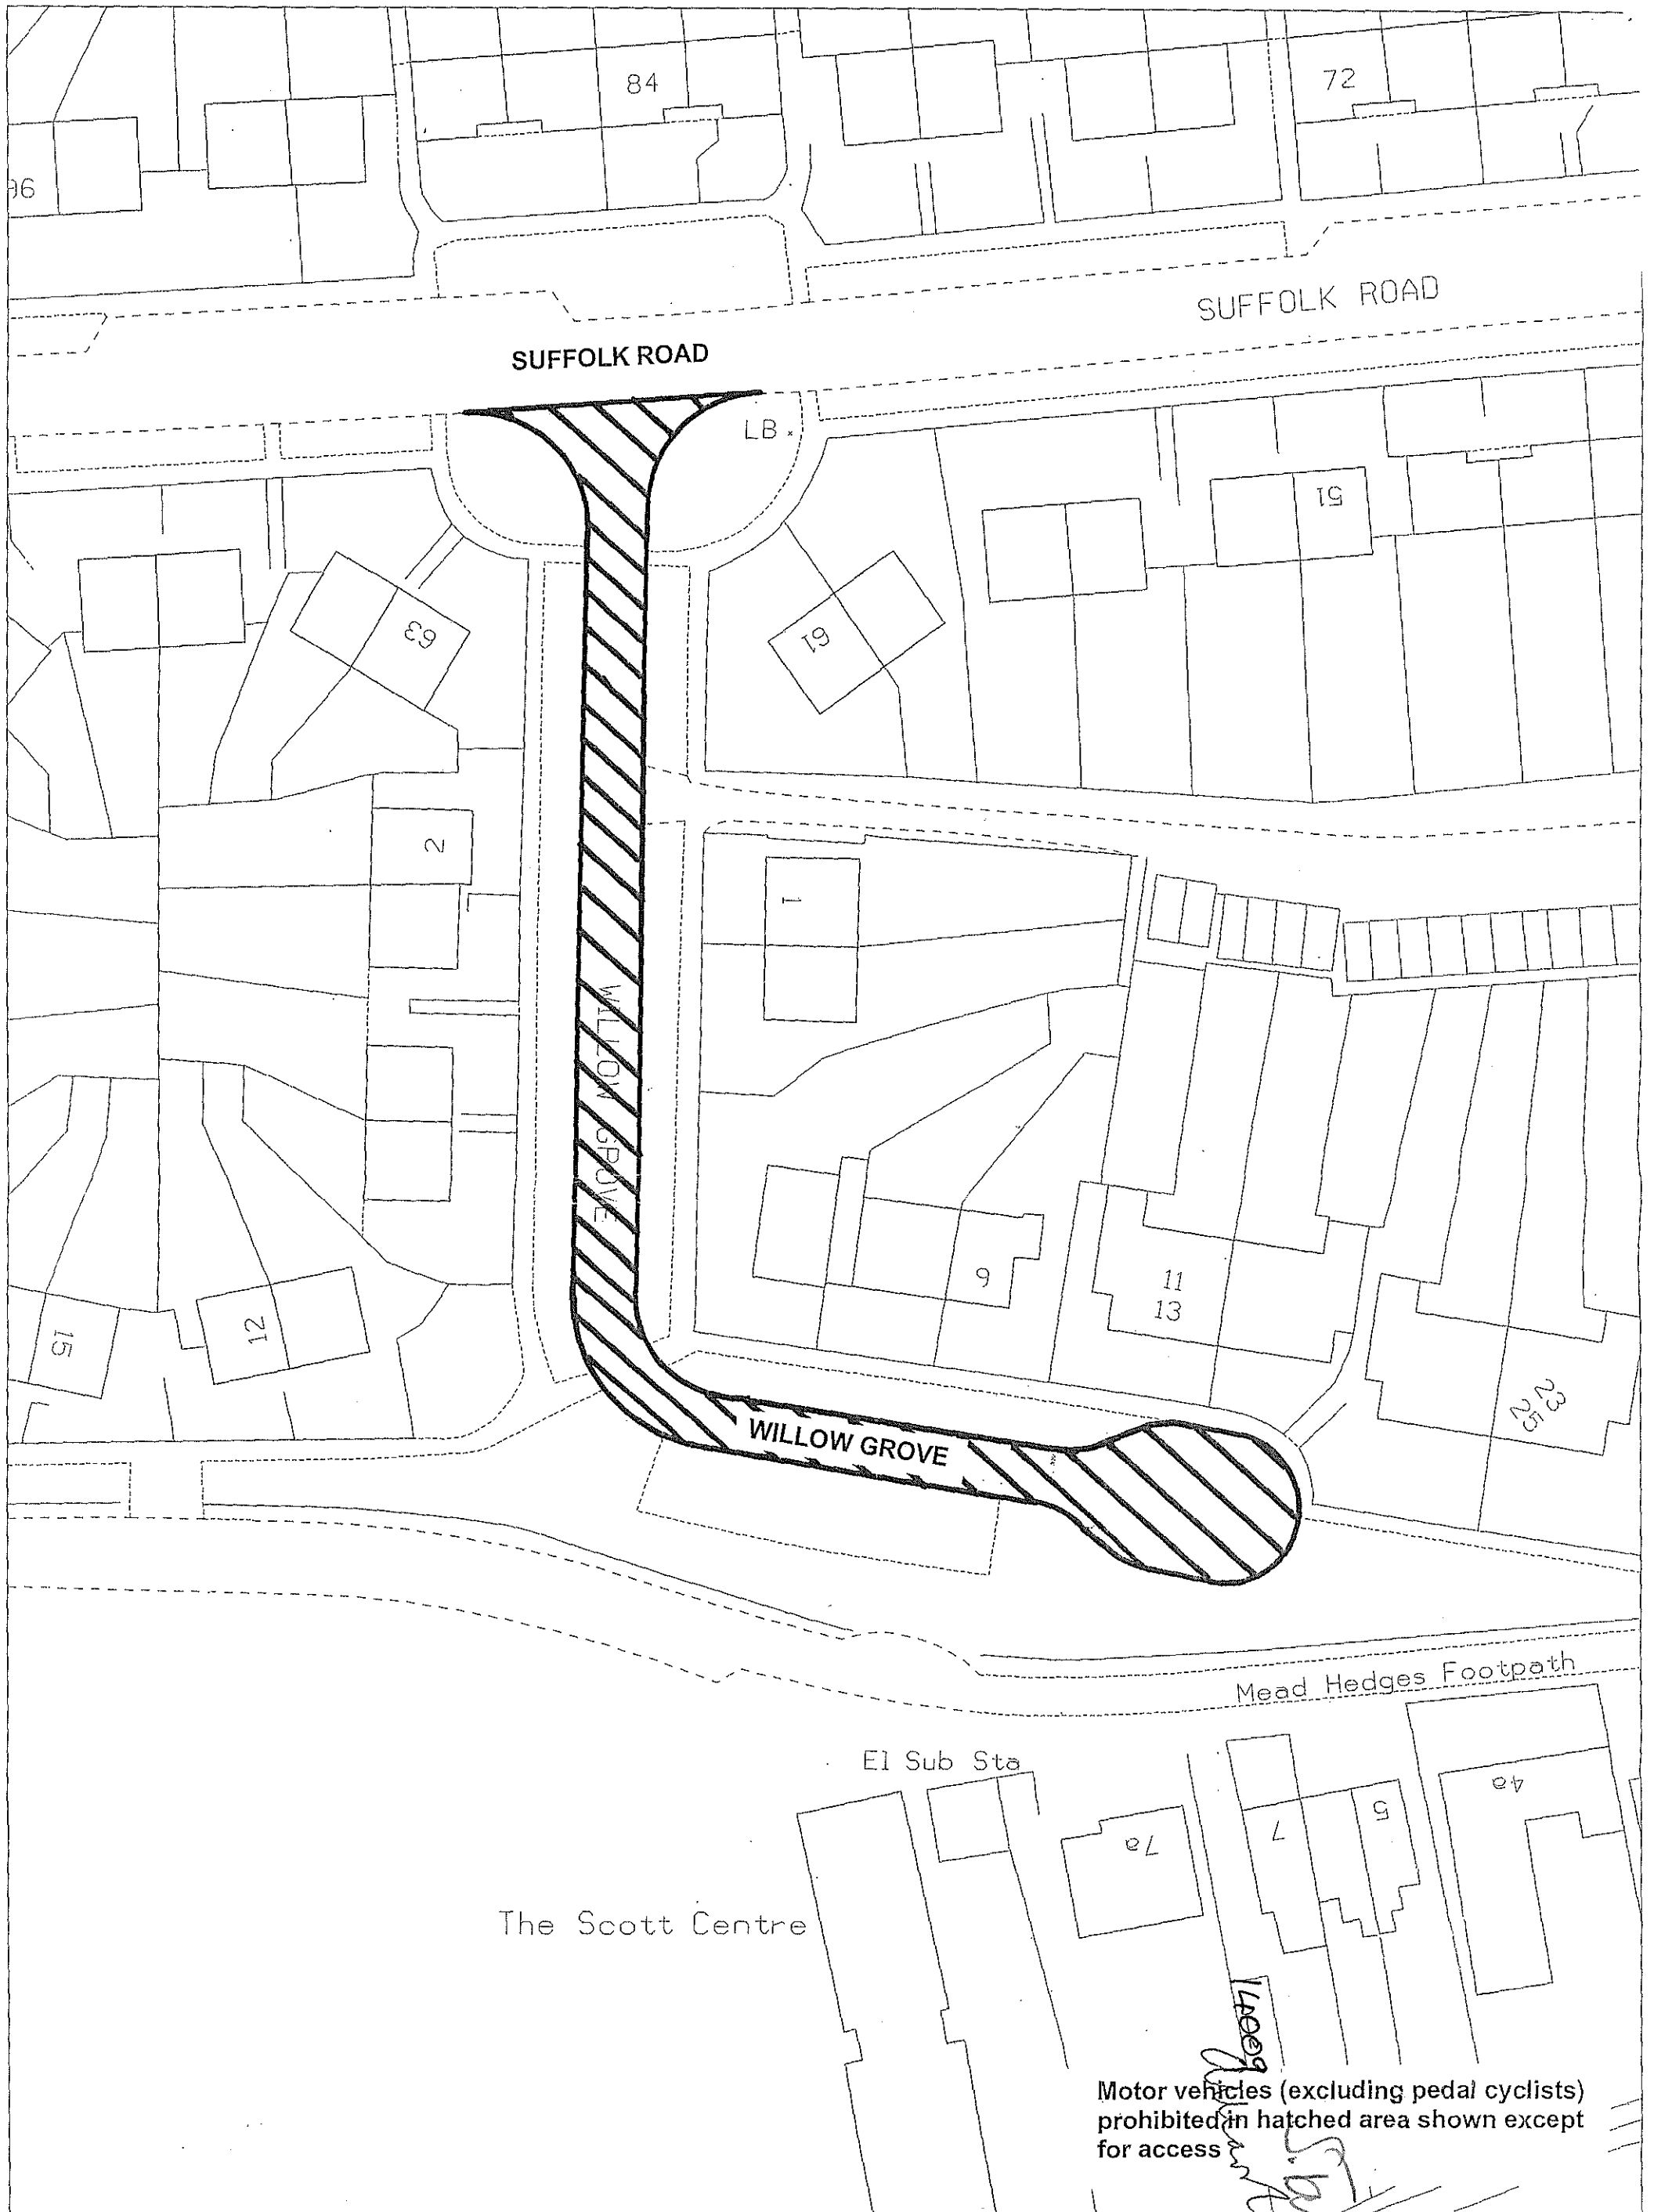 84
72
96
SUFFOLK ROAD
SUFFOLK ROAD
LB
51
63
61
2
1
WILLOW GROVE
9
11
13
12
15
23
25
WILLOW GROVE
Mead Hedges Footpath
El Sub Sta
4a
5
7
7a
The Scott Centre
Motor vehicles (excluding pedal cyclists)
prohibited in hatched area shown except
for access